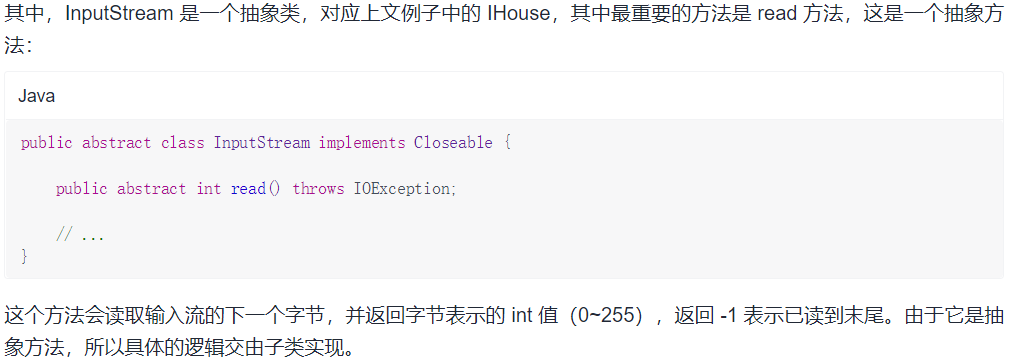 其中，InputStream 是一个抽象类，对应上文例子中的 IHouse，其中最重要的方法是 read 方法，这是一个抽象方
法：
Java
public abstract class InputStream implements Closeable {
    public abstract int read() throws IOException;
    // ...
}
这个方法会读取输入流的下一个字节，并返回字节表示的 int 值（0~255），返回 -1 表示已读到末尾。由于它是抽
象方法，所以具体的逻辑交由子类实现。